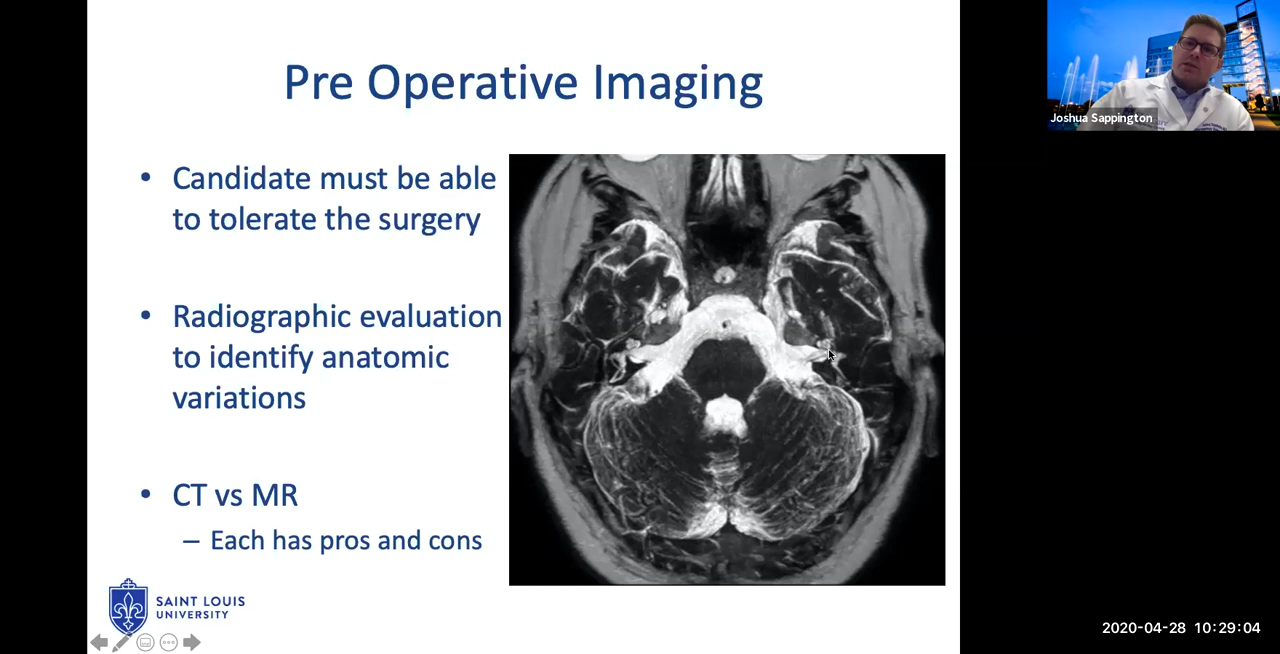 Pre Operative Imaging
• Candidate must be able
to tolerate the surgery
• Radiographic evaluation
to identify anatomic
variations
• CT vs MR
– Each has pros and cons
SAINT LOUIS
UNIVERSITY
Joshua Sappington
2020-04-28 10:29:04